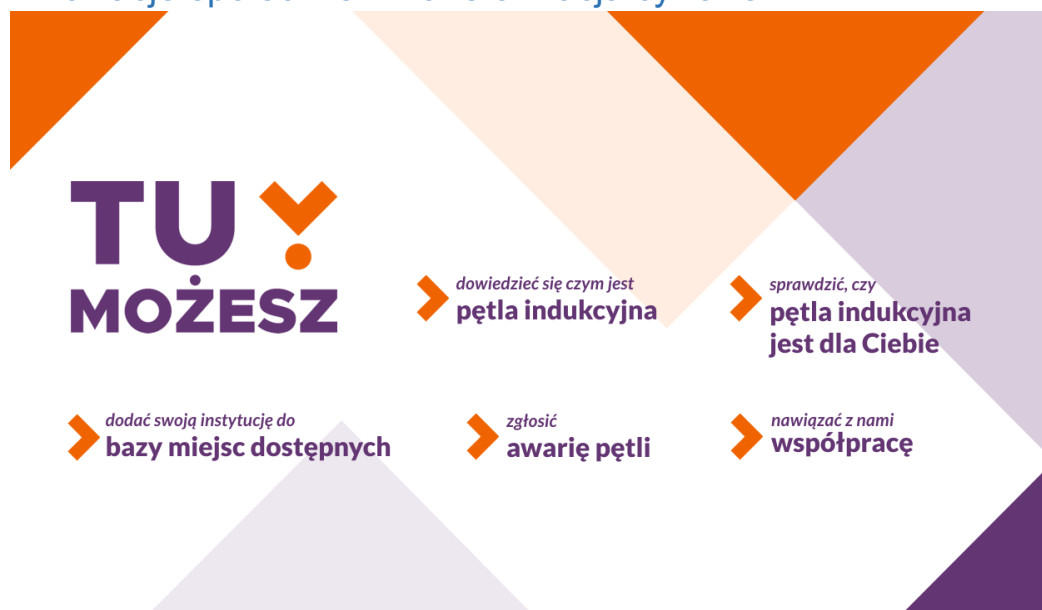 TU
MOŻESZ
dowiedzieć się czym jest
pętla indukcyjna
sprawdzić, czy
pętla indukcyjna
jest dla Ciebie
dodać swoją instytucję do
bazy miejsc dostępnych
zgłosić
awarię pętli
nawiązać z nami
współpracę